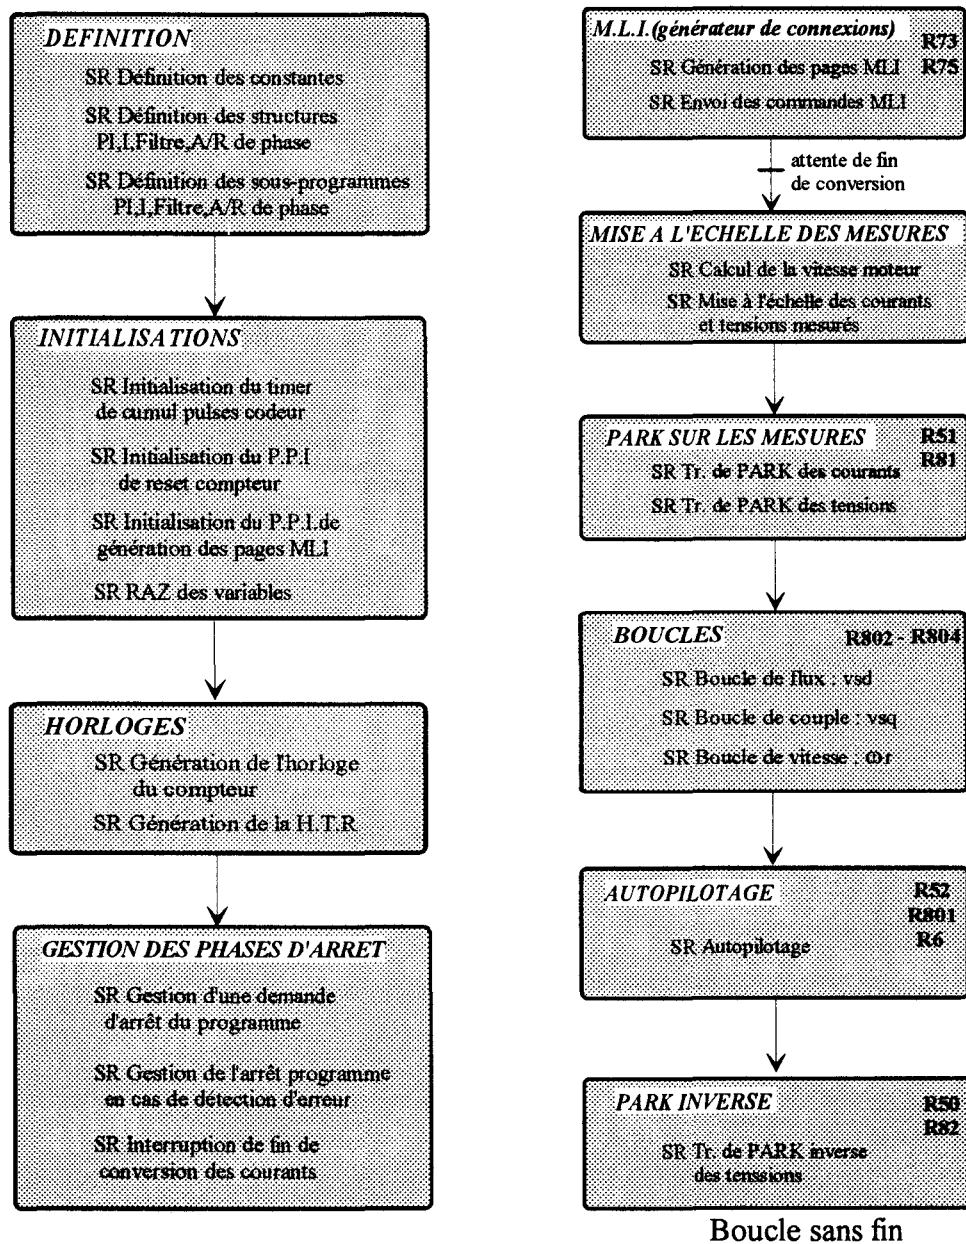 DEFINITION
SR Définition des constantes
SR Définition des structures
PI,I,Filtre,A/R de phase
SR Définition des sous-programmes
PI,I,Filtre,A/R de phase
INITIALISATIONS
SR Initialisation du timer
de cumul pulses codeur
SR Initialisation du P.P.I
de reset compteur
SR Initialisation du P.P.I.de
génération des pages MLI
SR RAZ des variables
HORLOGES
SR Génération de l'horloge
du compteur
SR Génération de la H.T.R
GESTION DES PHASES D'ARRET
SR Gestion d'une demande
d'arrêt du programme
SR Gestion de l'arrêt programme
en cas de detection d'erreur
SR Interruption de fin de
conversion des courants
M.L.I.(générateur de connexions)
R73
SR Génération des pages MLI R75
SR Envoi des commandes MLI
attente de fin
de conversion
MISE A L'ECHELLE DES MESURES
SR Calcul de la vitesse moteur
SR Mise à l'échelle des courants
et tensions mesurés
PARK SUR LES MESURES R51
R81
SR Tr. de PARK des courants
SR Tr. de PARK des tensions
BOUCLES R802 - R804
SR Boucle de flux : vsd
SR Boucle de couple : vsq
SR Boucle de vitesse : ωr
AUTOPILOTAGE R52
R801
R6
SR Autopilotage
PARK INVERSE R50
R82
SR Tr. de PARK inverse
des tenssions
Boucle sans fin